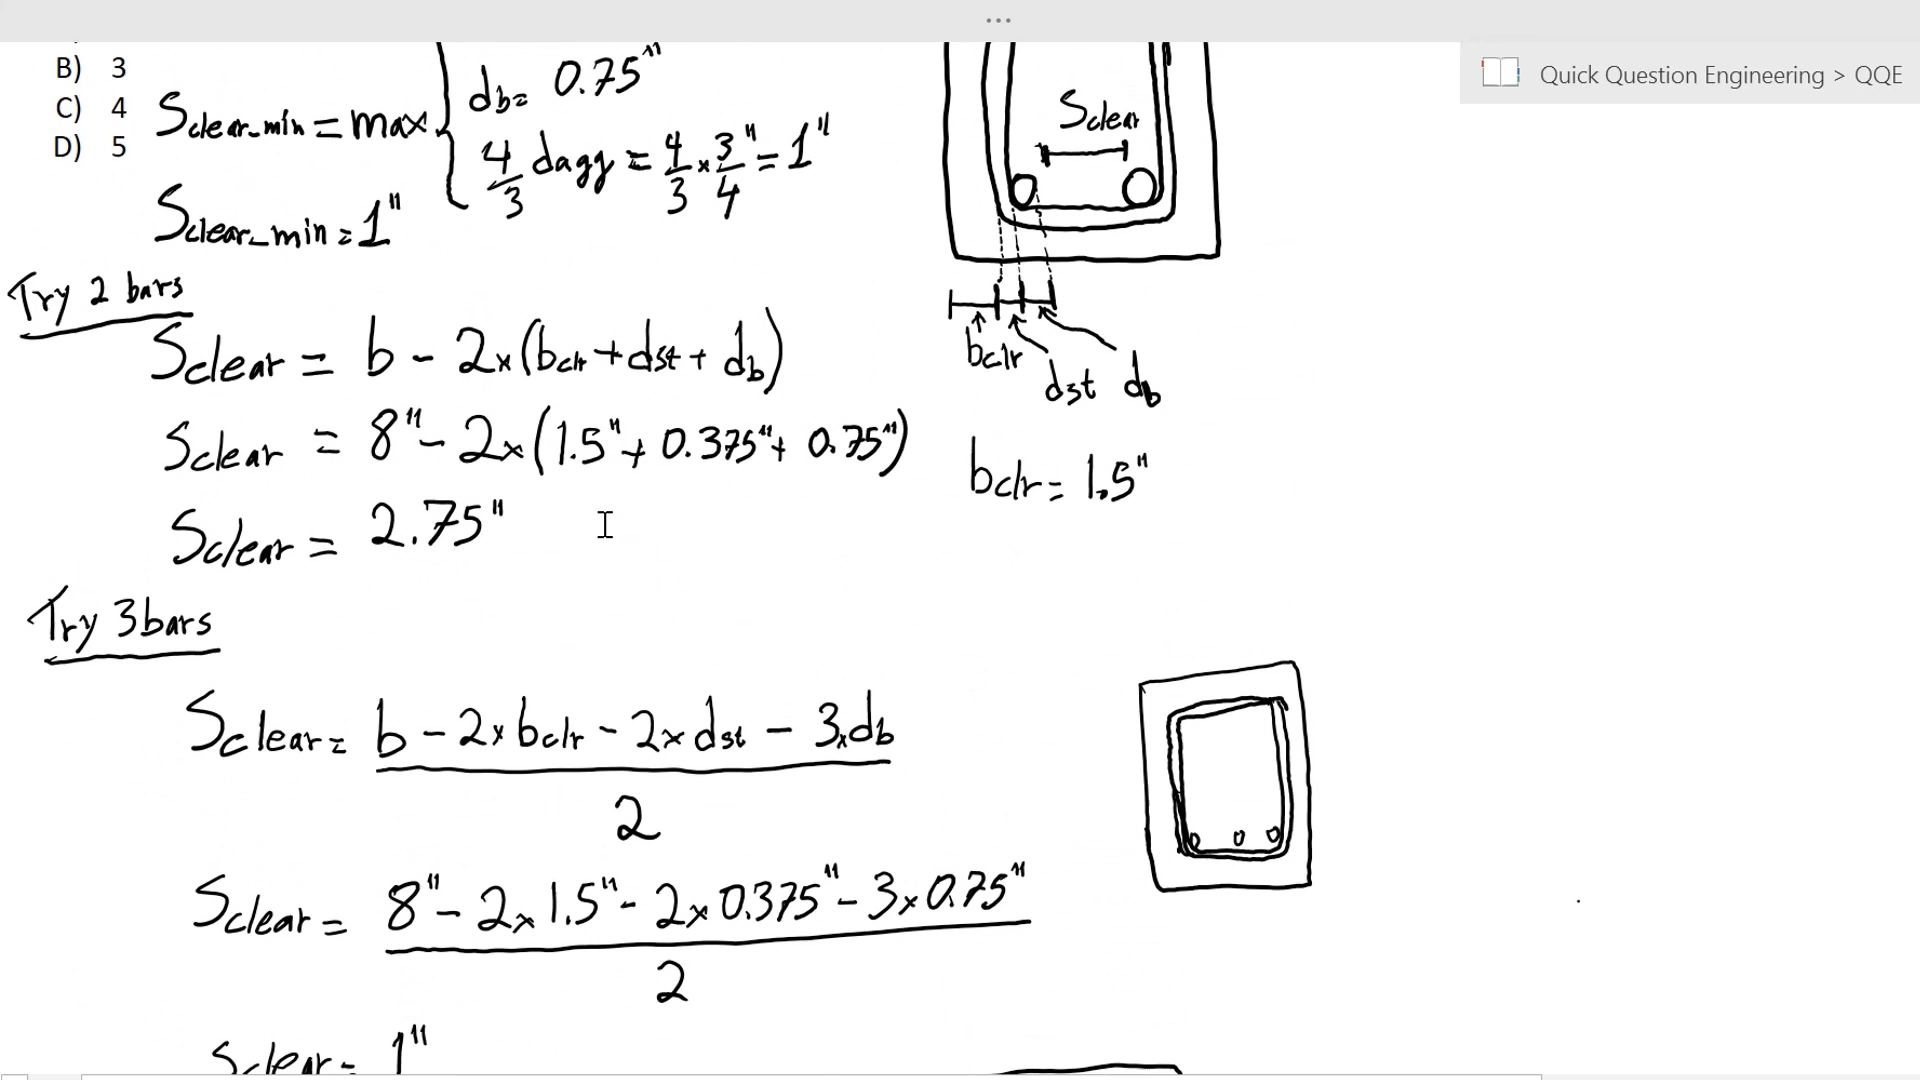 ...
Quick Question Engineering > QQE
B) 3
C) 4
D) 5
db= 0.75"
Sclear_min = max
4/3 dagg = 4/3 × 3"/4 = 1"
Sclear_min = 1"
Sclear
bclr
dst
db
bclr = 1.5"
Try 2 bars
Sclear = b - 2×(bclr + dst + db)
Sclear = 8" - 2×(1.5" + 0.375" + 0.75")
Sclear = 2.75"
Try 3 bars
Sclear = b - 2×bclr - 2×dst - 3×db
2
Sclear = 8" - 2×1.5" - 2×0.375" - 3×0.75"
2
Sclear = 1"